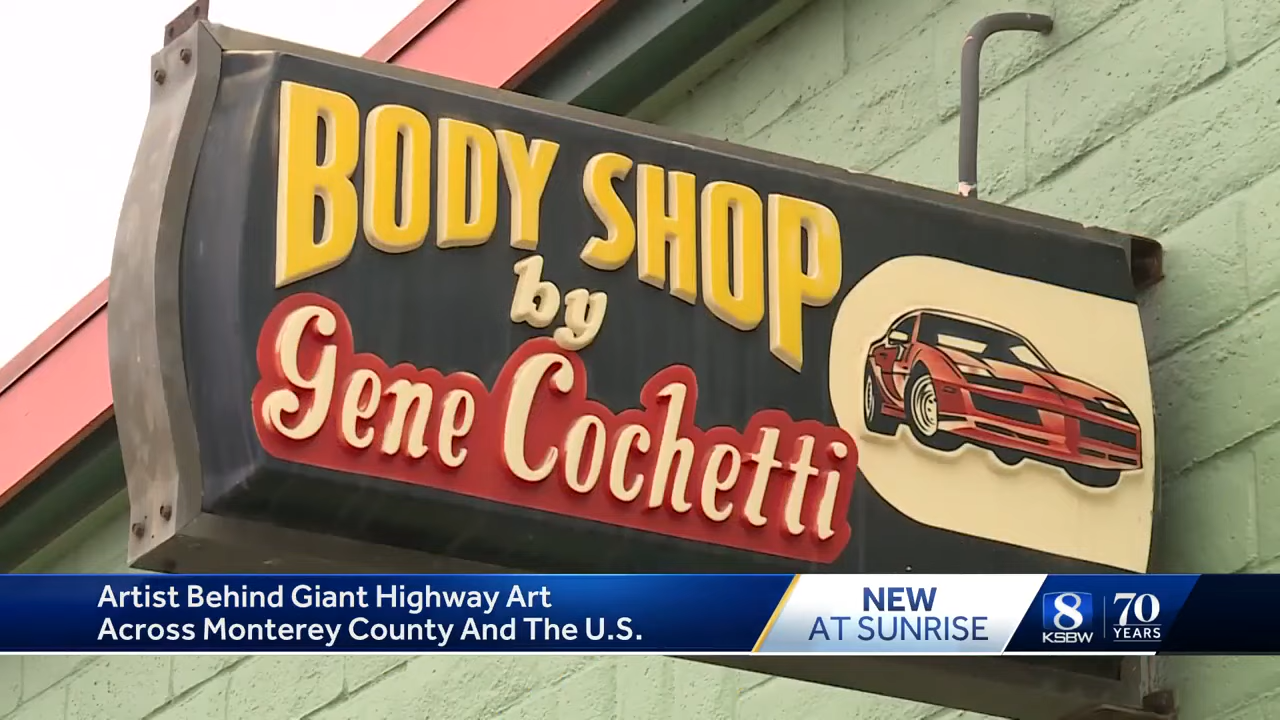 BODY SHOP
by
Gene Cochetti
Artist Behind Giant Highway Art
Across Monterey County And The U.S.
NEW
AT SUNRISE
8
KSBW
70
YEARS